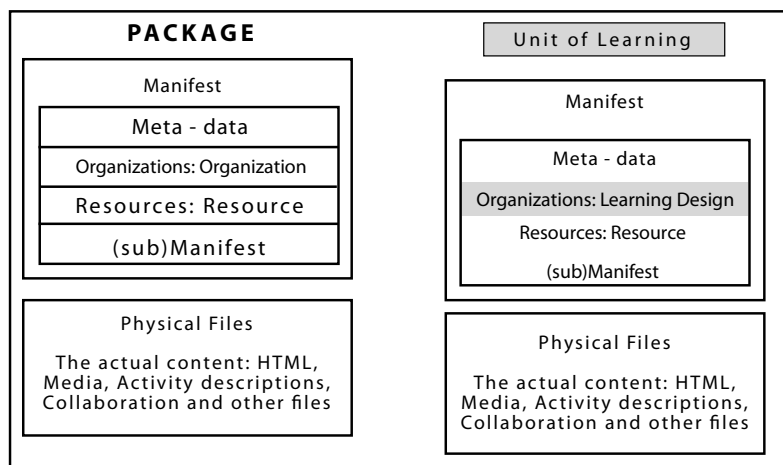 PACKAGE
Manifest
Meta - data
Organizations: Organization
Resources: Resource
(sub)Manifest
Physical Files
The actual content: HTML,
Media, Activity descriptions,
Collaboration and other files
Unit of Learning
Manifest
Meta - data
Organizations: Learning Design
Resources: Resource
(sub)Manifest
Physical Files
The actual content: HTML,
Media, Activity descriptions,
Collaboration and other files